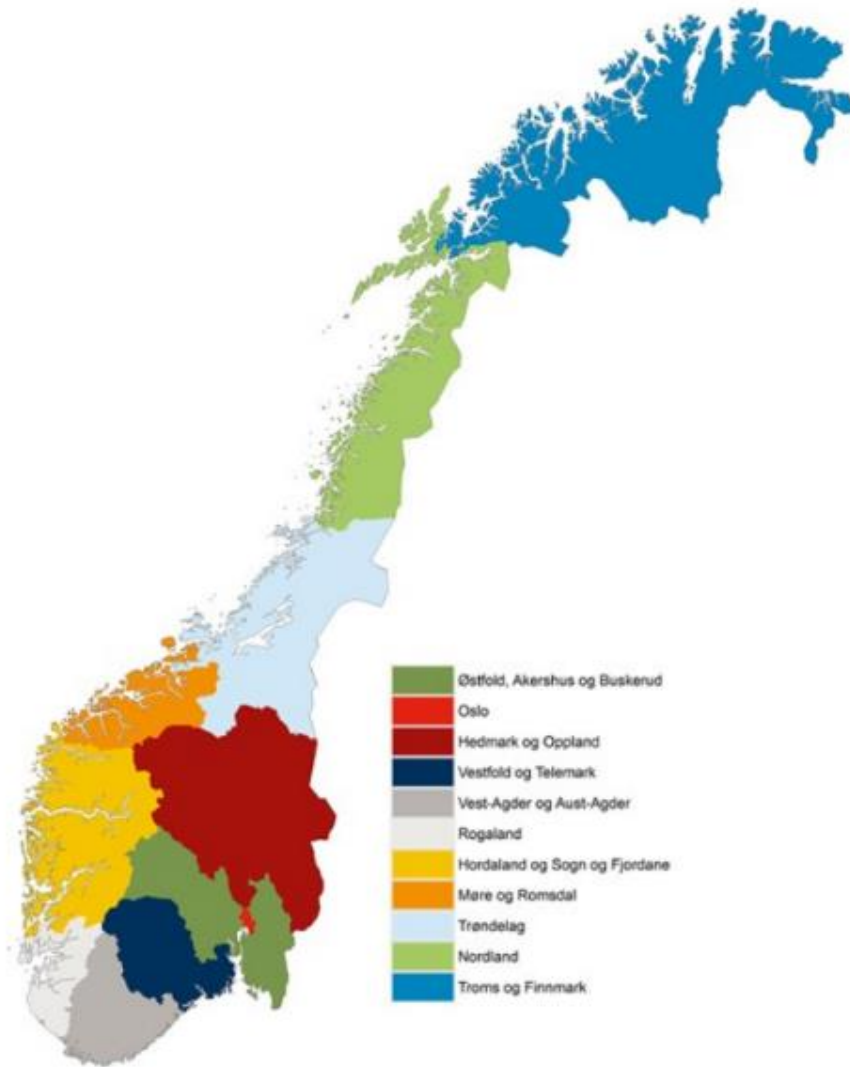 Østfold, Akershus og Buskerud
Oslo
Hedmark og Oppland
Vestfold og Telemark
Vest-Agder og Aust-Agder
Rogaland
Hordaland og Sogn og Fjordane
Møre og Romsdal
Trøndelag
Nordland
Troms og Finnmark